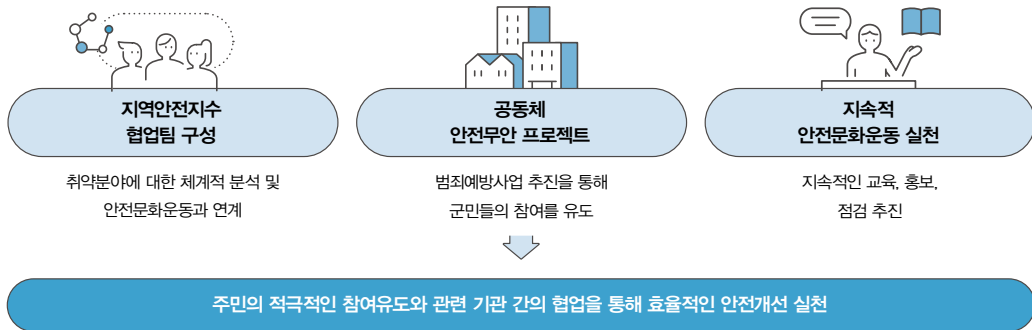 지역안전지수
협업팀 구성
취약분야에 대한 체계적 분석 및
안전문화운동과 연계
공동체
안전무안 프로젝트
범죄예방사업 추진을 통해
군민들의 참여를 유도
지속적
안전문화운동 실천
지속적인 교육, 홍보,
점검 추진
주민의 적극적인 참여유도와 관련 기관 간의 협업을 통해 효율적인 안전개선 실천